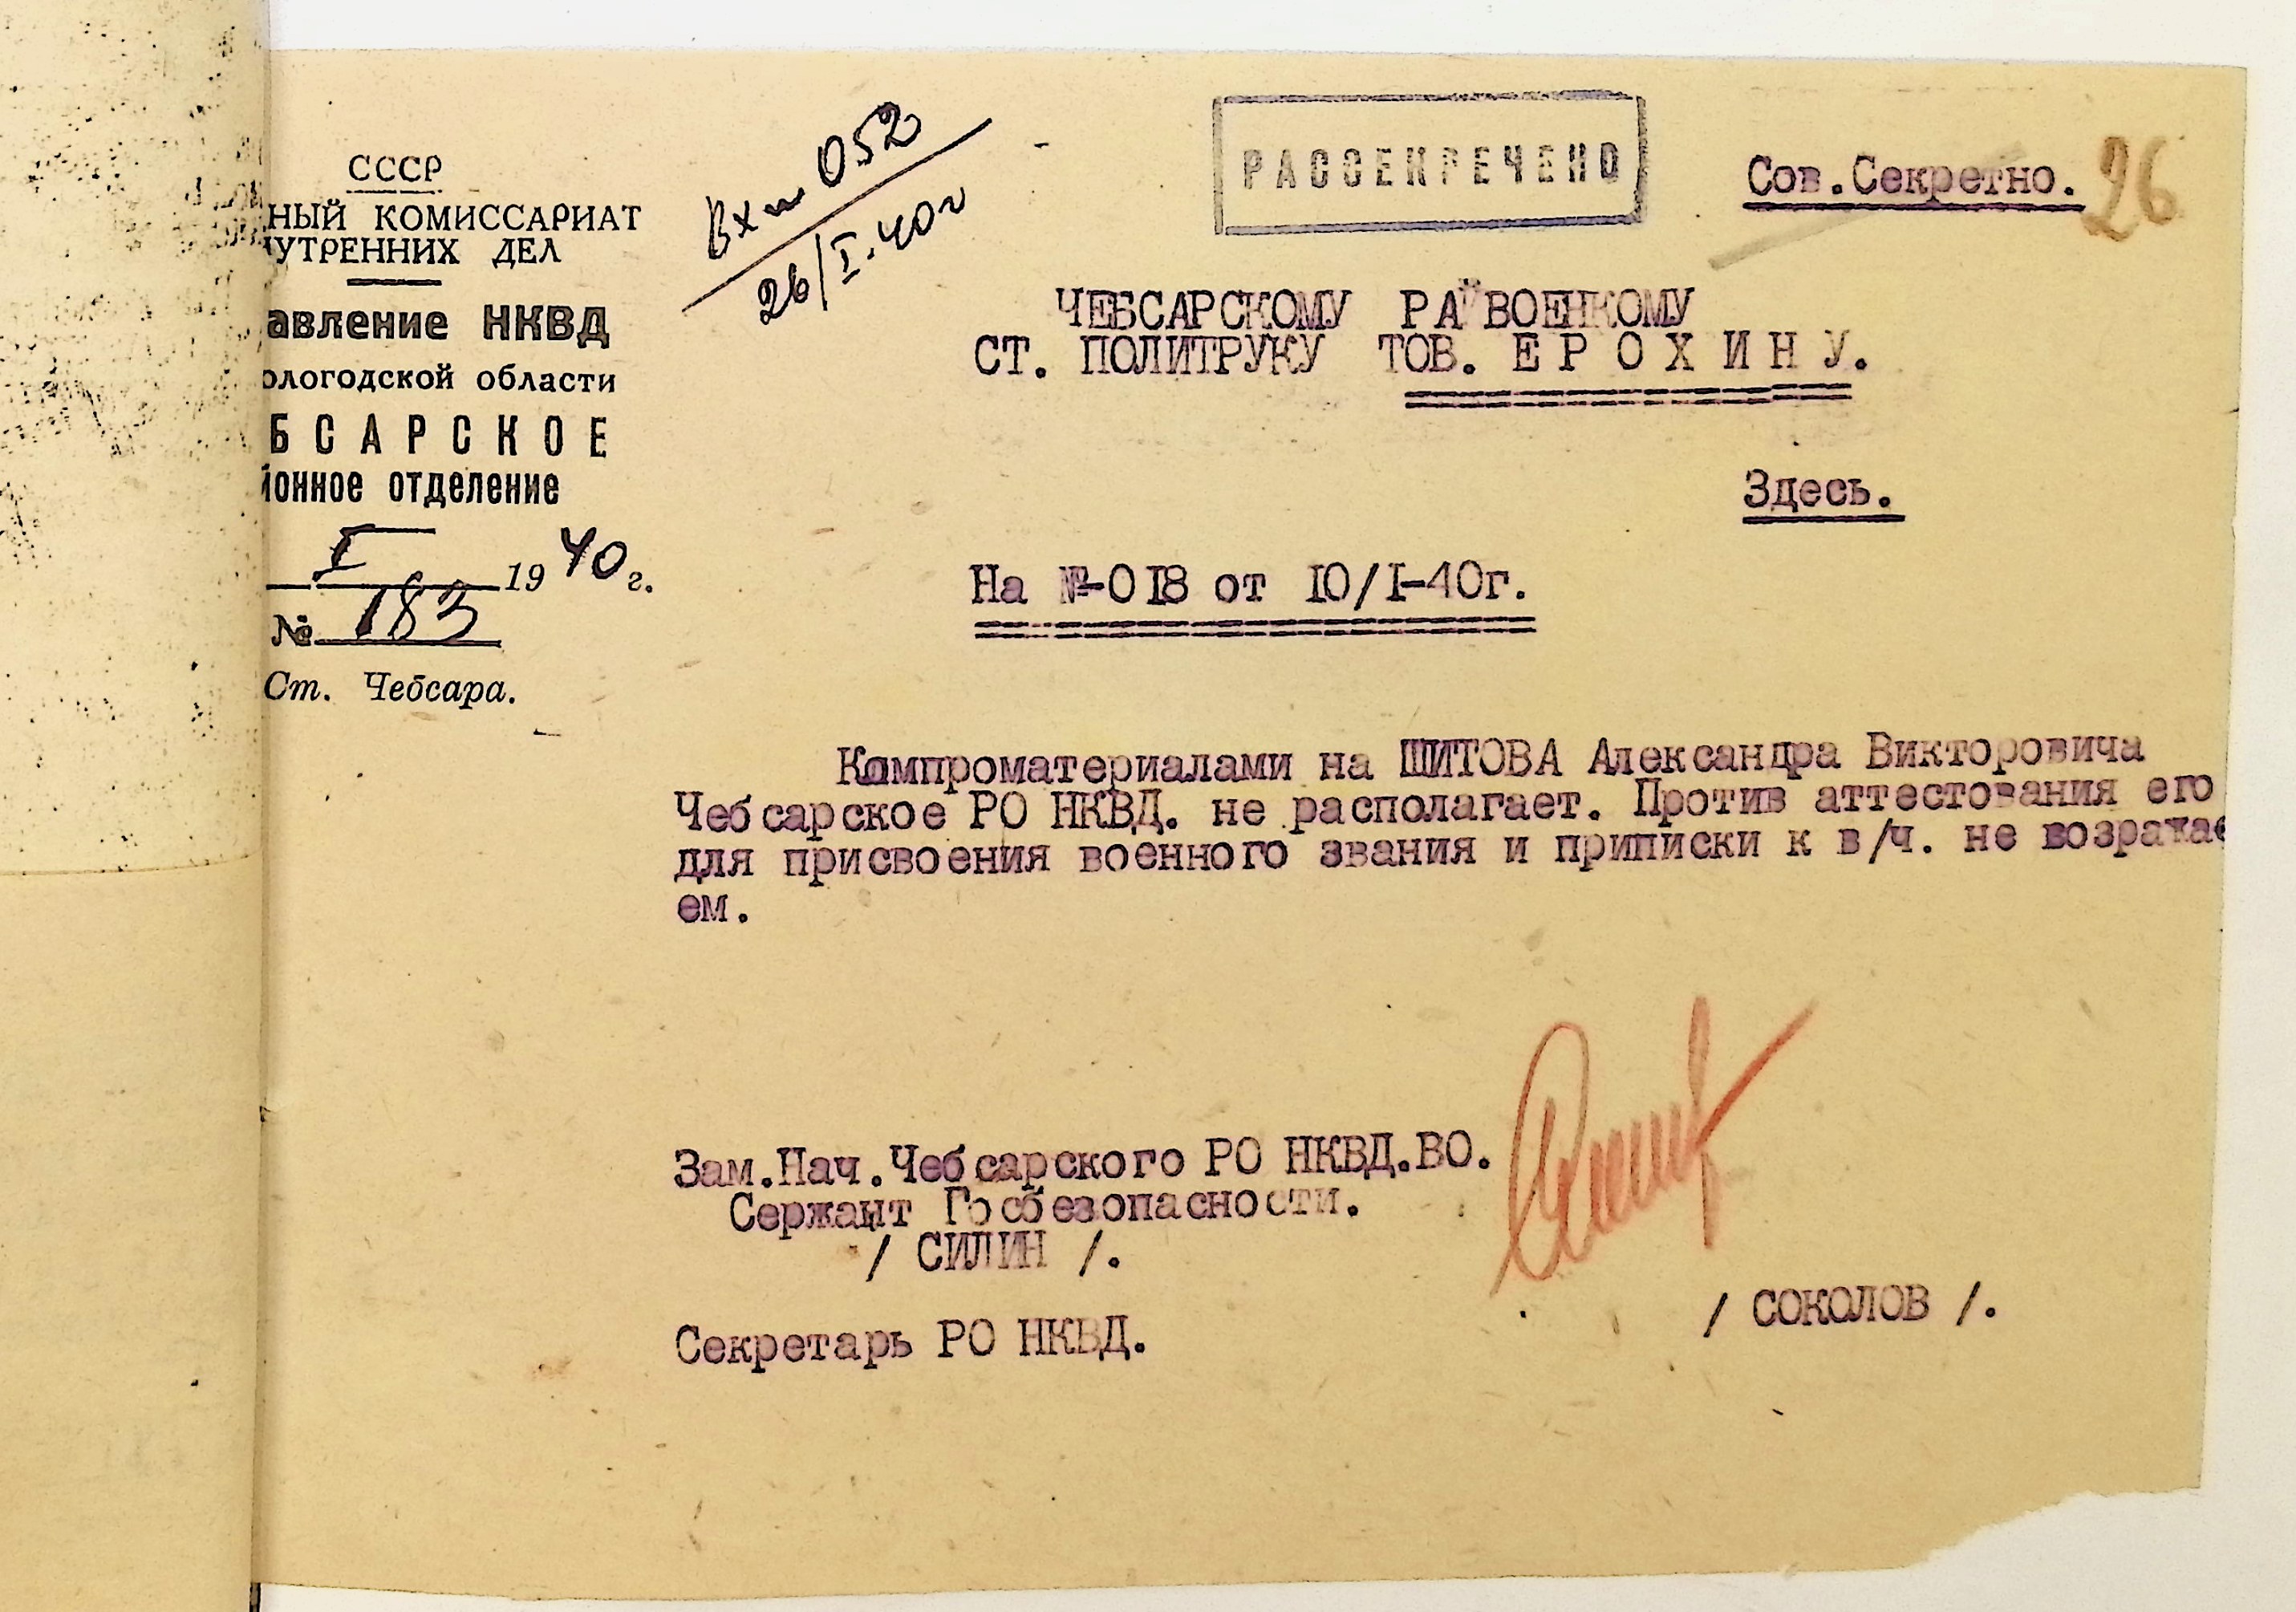 СССР
НЫЙ КОМИССАРИАТ
УТРЕННИХ ДЕЛ
авление НКВД
ологодской области
БСАРСКОЕ
ионное отделение
I 1940 г.
№ 183
Ст. Чебсара.
Вх № 052
26/I-40г
РАССЕКРЕЧЕНО
Сов.Секретно.
26
ЧЕБСАРСКОМУ РАЙВОЕНКОМУ
СТ. ПОЛИТРУКУ ТОВ. ЕРОХИНУ.
Здесь.
На №-018 от 10/I-40г.
Компроматериалами на ШИТОВА Александра Викторовича
Чебсарское РО НКВД. не располагает. Против аттестования его
для присвоения военного звания и приписки к в/ч. не возражае
ем.
Зам.Нач.Чебсарского РО НКВД.ВО.
Сержант Госбезопасности.
/ СИЛИН /.
/ СОКОЛОВ /.
Секретарь РО НКВД.